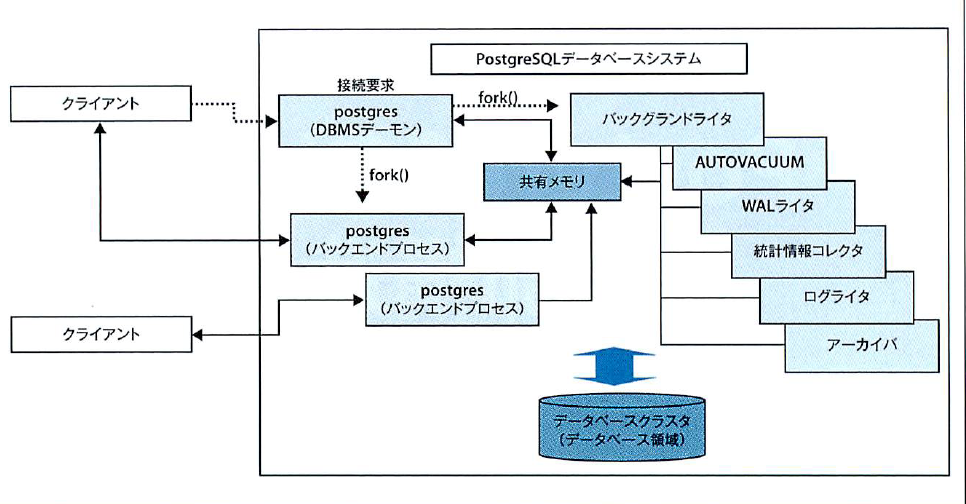 PostgreSQLデータベースシステム
接続要求
クライアント
postgres
(DBMSデーモン)
fork()
バックグランドライタ
AUTOVACUUM
fork()
共有メモリ
WALライタ
postgres
(バックエンドプロセス)
統計情報コレクタ
postgres
(バックエンドプロセス)
ログライタ
クライアント
アーカイバ
データベースクラスタ
(データベース領域)